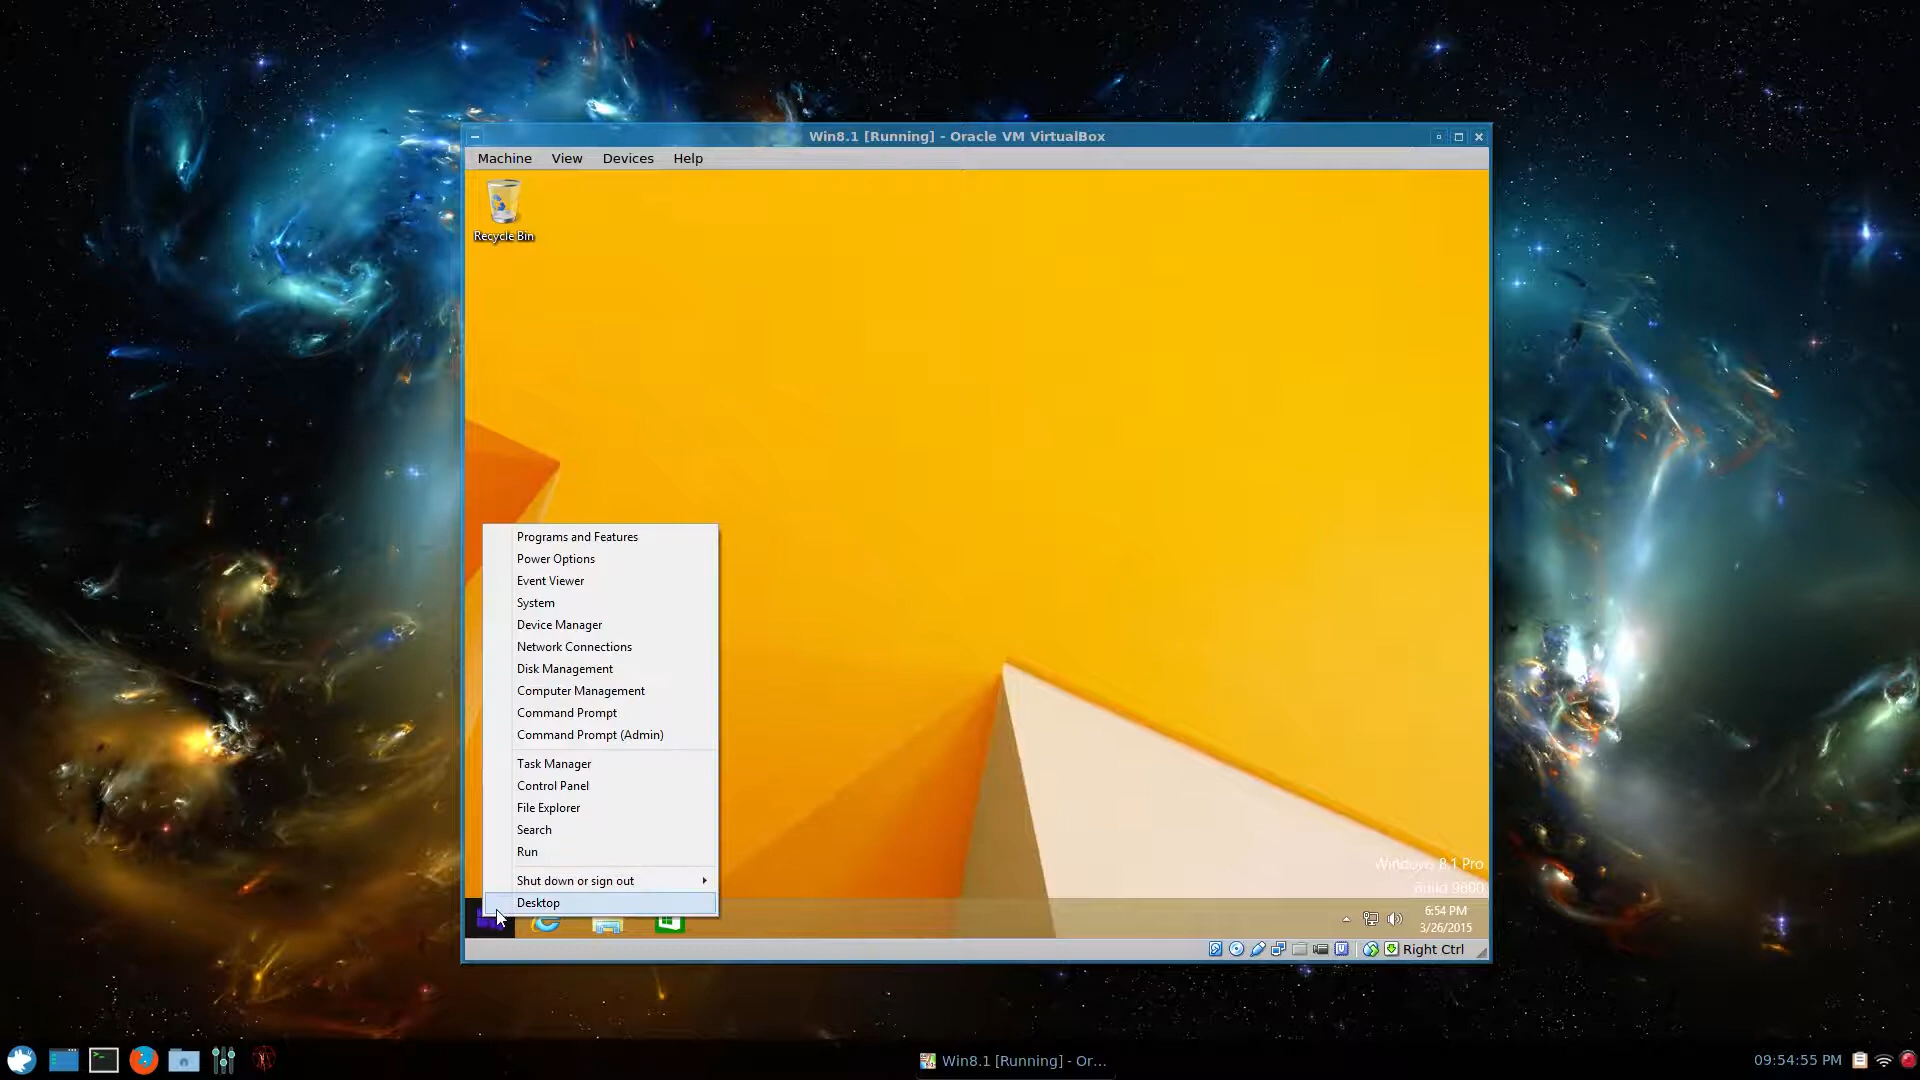 Win8.1 [Running] - Oracle VM VirtualBox
Machine View Devices Help
Recycle Bin
Programs and Features
Power Options
Event Viewer
System
Device Manager
Network Connections
Disk Management
Computer Management
Command Prompt
Command Prompt (Admin)
Task Manager
Control Panel
File Explorer
Search
Run
Shut down or sign out
Desktop
Windows 8.1 Pro
Build 9600
6:54 PM
3/26/2015
Right Ctrl
Win8.1 [Running] - Or...
09:54:55 PM